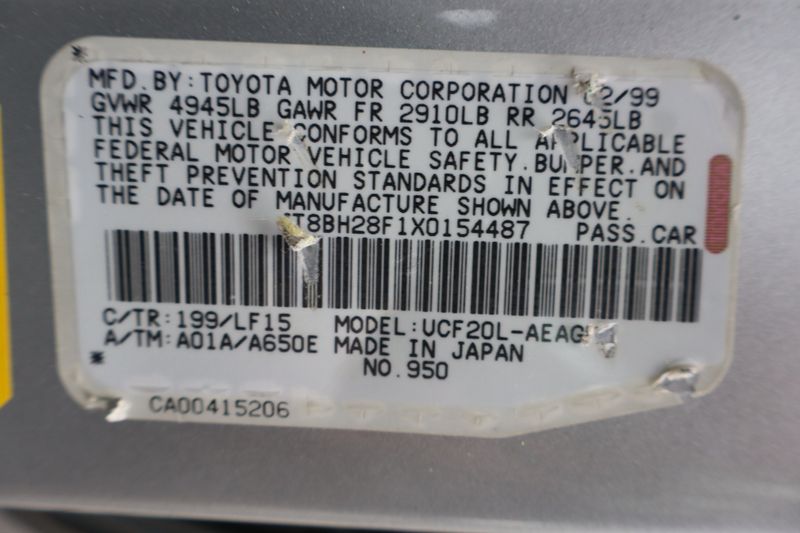 MFD.BY:TOYOTA MOTOR CORPORATION 02/99
GVWR 4945LB GAWR FR 2910LB RR 2645LB
THIS VEHICLE CONFORMS TO ALL APPLICABLE
FEDERAL MOTOR VEHICLE SAFETY.BUMPER.AND
THEFT PREVENTION STANDARDS IN EFFECT ON
THE DATE OF MANUFACTURE SHOWN ABOVE.
T8BH28F1X0154487 PASS.CAR
C/TR:199/LF15 MODEL:UCF20L-AEAG
A/TM:A01A/A650E MADE IN JAPAN
NO.950
CA00415206